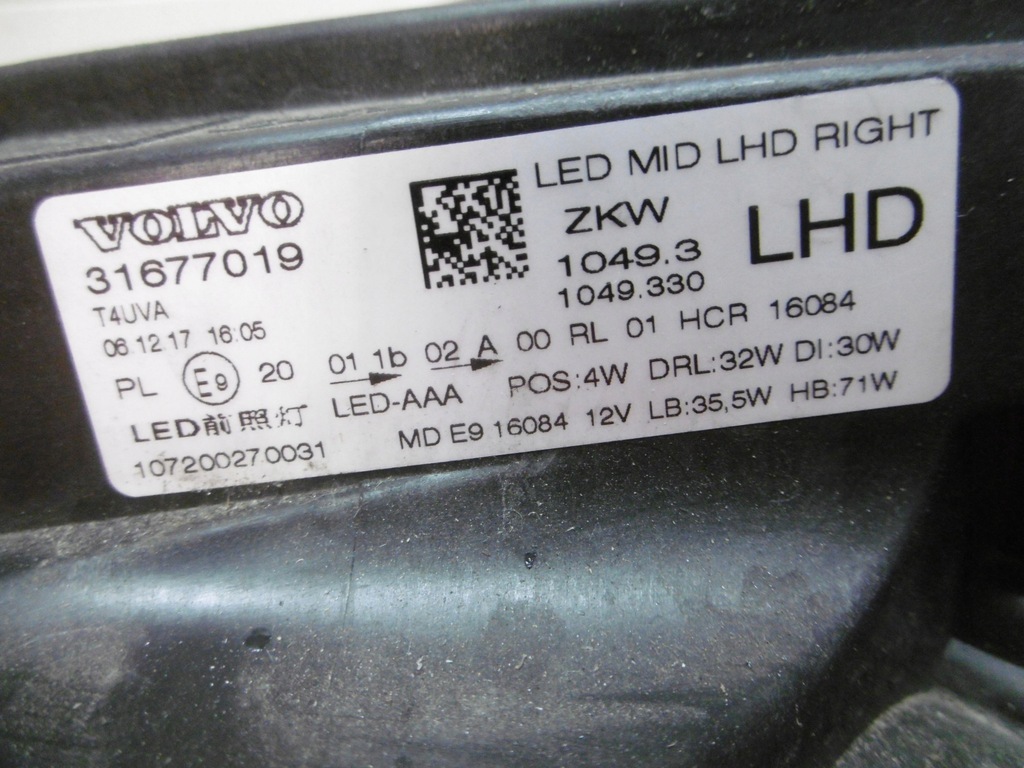 VOLVO
31677019
T4UVA
06.12.17 16:05
PL E9 20 01 1b 02 A 00 RL 01 HCR 16084
LED前照灯 LED-AAA POS:4W DRL:32W DI:30W
107200270031 MD E9 16084 12V LB:35,5W HB:71W
LED MID LHD RIGHT
ZKW
1049.3
1049.330
LHD